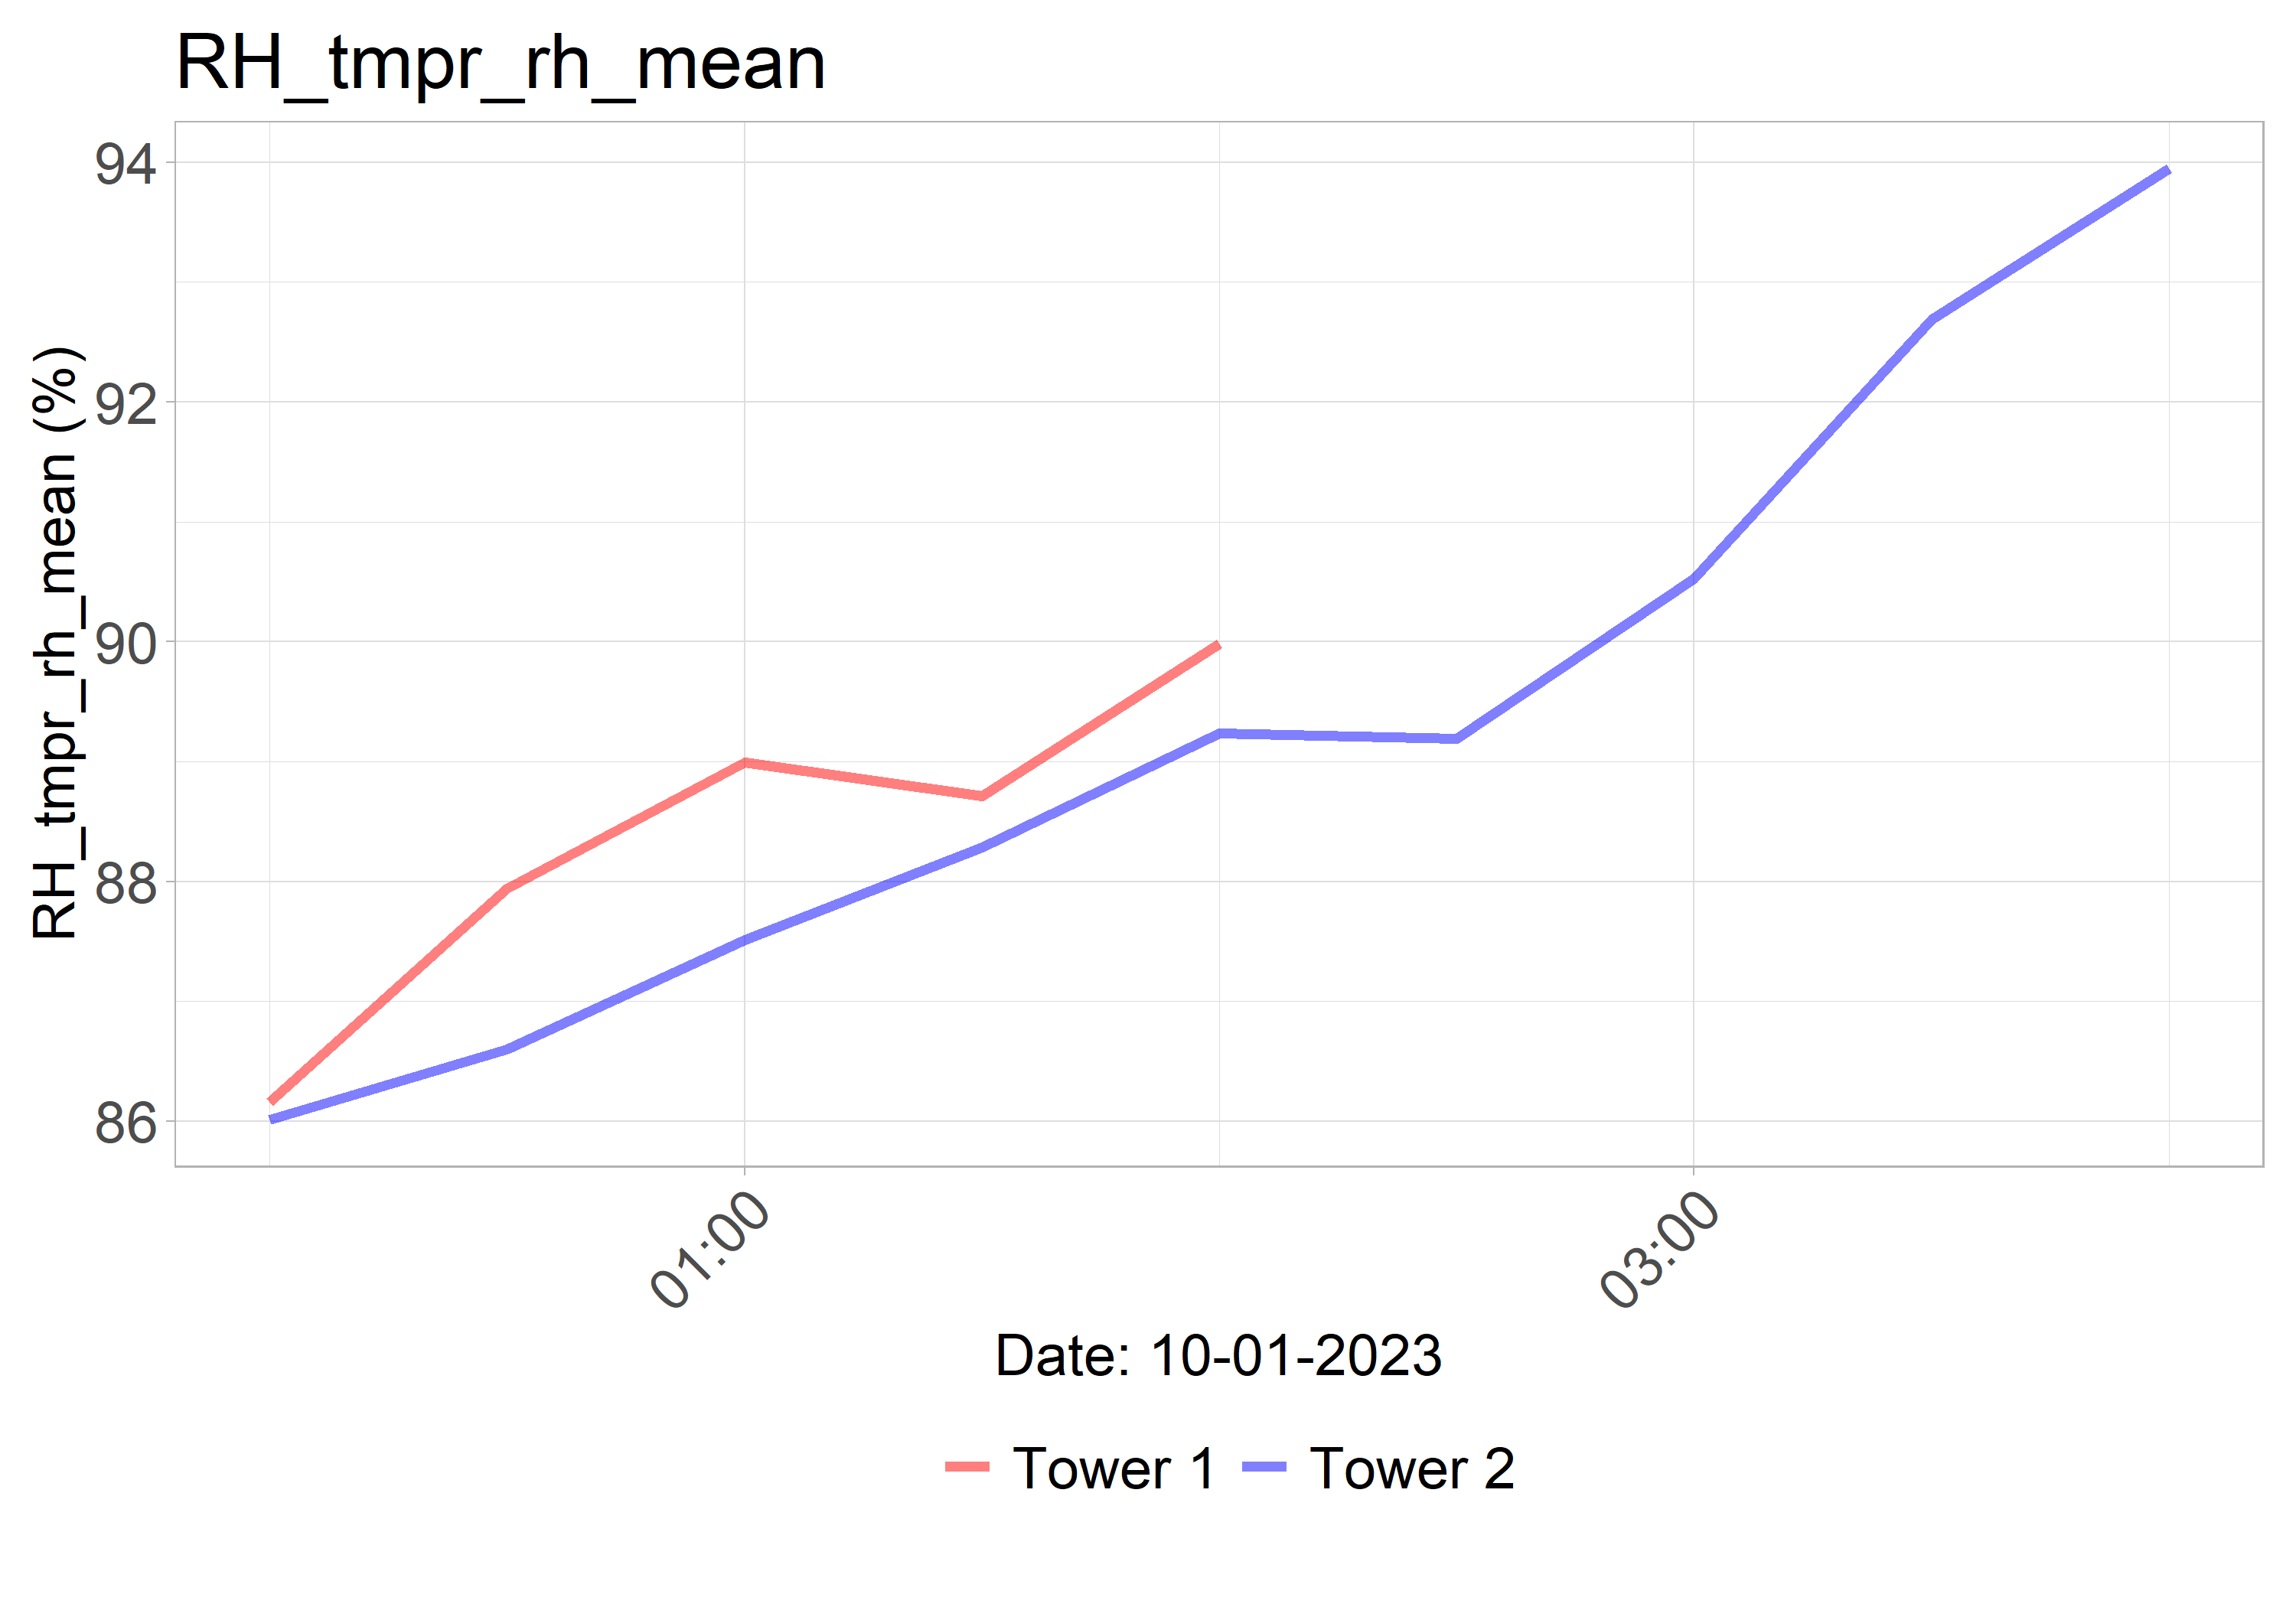 RH_tmpr_rh_mean
RH_tmpr_rh_mean (%)
94
92
90
88
86
01:00
03:00
Date: 10-01-2023
Tower 1
Tower 2